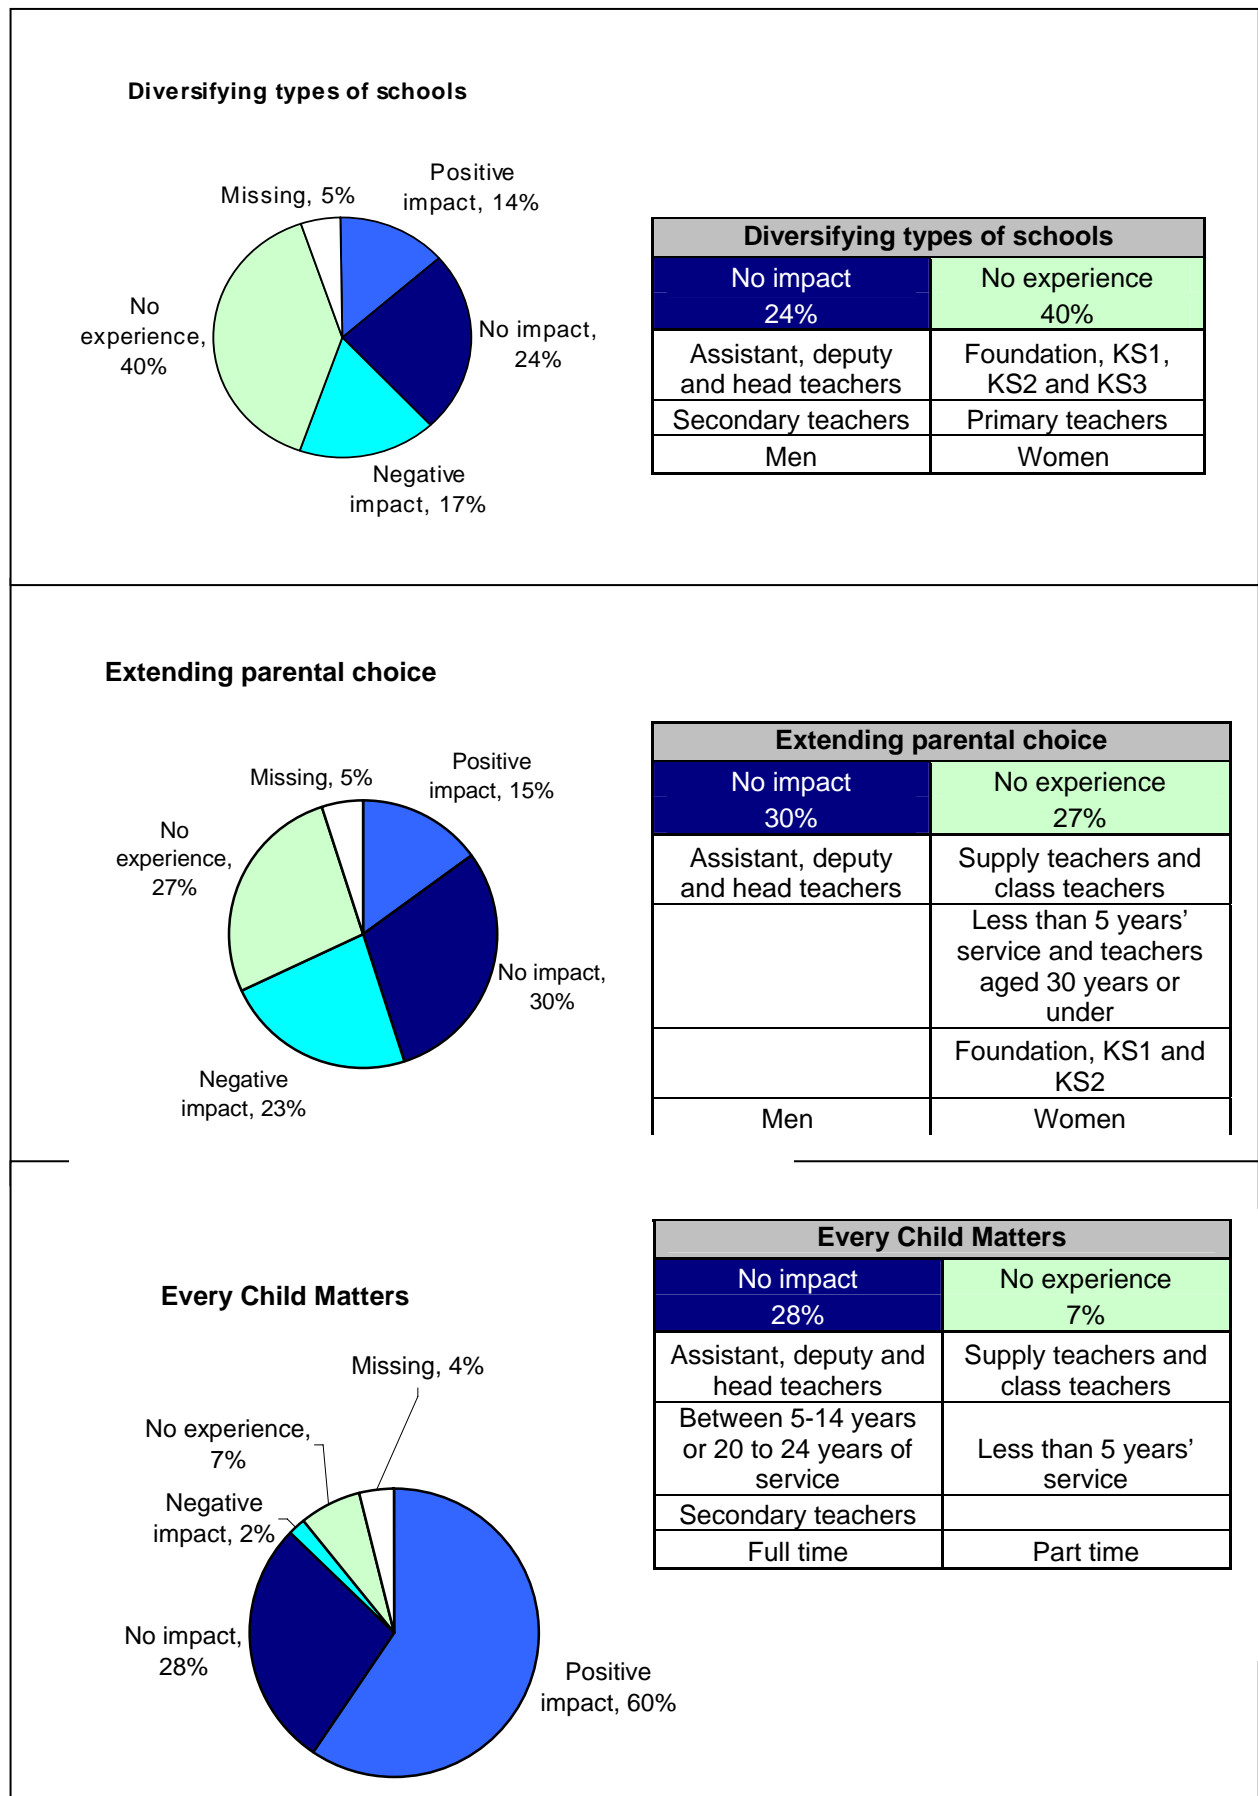 Diversifying types of schools
Positive
impact, 14%
Missing, 5%
No
experience,
40%
No impact,
24%
Negative
impact, 17%
Diversifying types of schools
No impact
24%
No experience
40%
Assistant, deputy
and head teachers
Foundation, KS1,
KS2 and KS3
Secondary teachers
Primary teachers
Men
Women
Extending parental choice
Positive
impact, 15%
Missing, 5%
No
experience,
27%
No impact,
30%
Negative
impact, 23%
Extending parental choice
No impact
30%
No experience
27%
Assistant, deputy
and head teachers
Supply teachers and
class teachers
Less than 5 years’
service and teachers
aged 30 years or
under
Foundation, KS1 and
KS2
Men
Women
Every Child Matters
Missing, 4%
No experience,
7%
Negative
impact, 2%
No impact,
28%
Positive
impact, 60%
Every Child Matters
No impact
28%
No experience
7%
Assistant, deputy and
head teachers
Supply teachers and
class teachers
Between 5-14 years
or 20 to 24 years of
service
Less than 5 years’
service
Secondary teachers
Full time
Part time